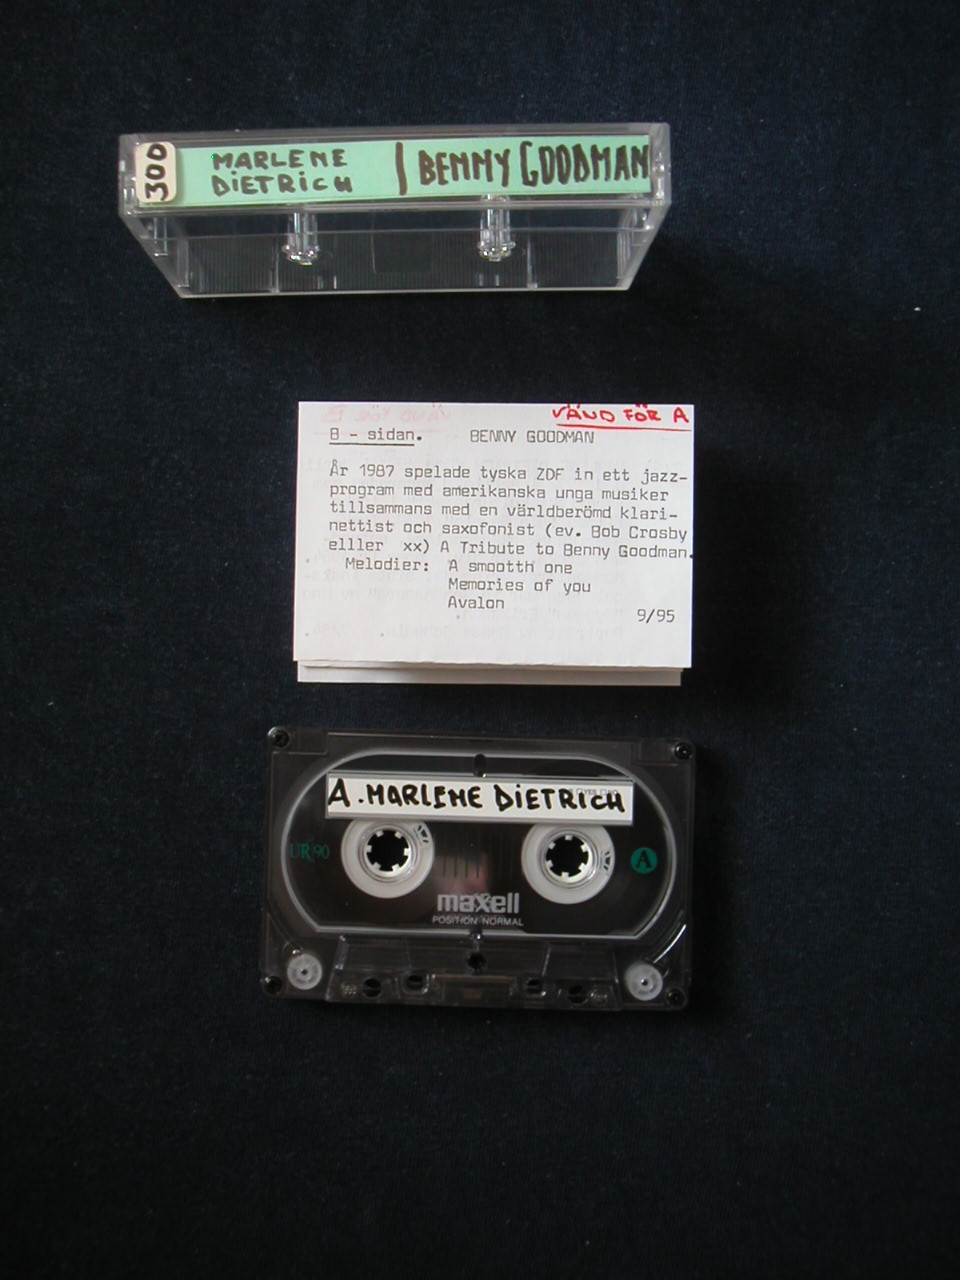 300
MARLENE
DIETRICH
BENNY GOODMAN
VÄND FÖR A
B - sidan. BENNY GOODMAN
År 1987 spelade tyska ZDF in ett jazz-
program med amerikanska unga musiker
tillsammans med en världberömd klari-
nettist och saxofonist (ev. Bob Crosby
elller xx) A Tribute to Benny Goodman.
Melodier: A smootth one
Memories of you
Avalon
9/95
A. MARLENE DIETRICH
UR 90
A
maxell
POSITION NORMAL